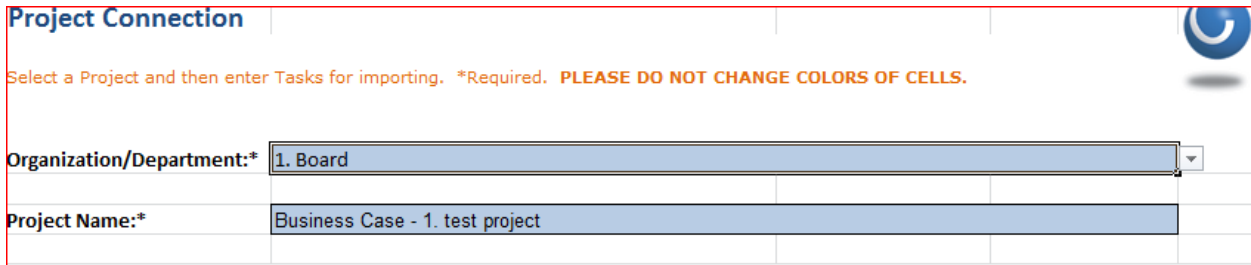 Project Connection
Select a Project and then enter Tasks for importing. *Required. PLEASE DO NOT CHANGE COLORS OF CELLS.
Organization/Department:* 1. Board
Project Name:* Business Case - 1. test project